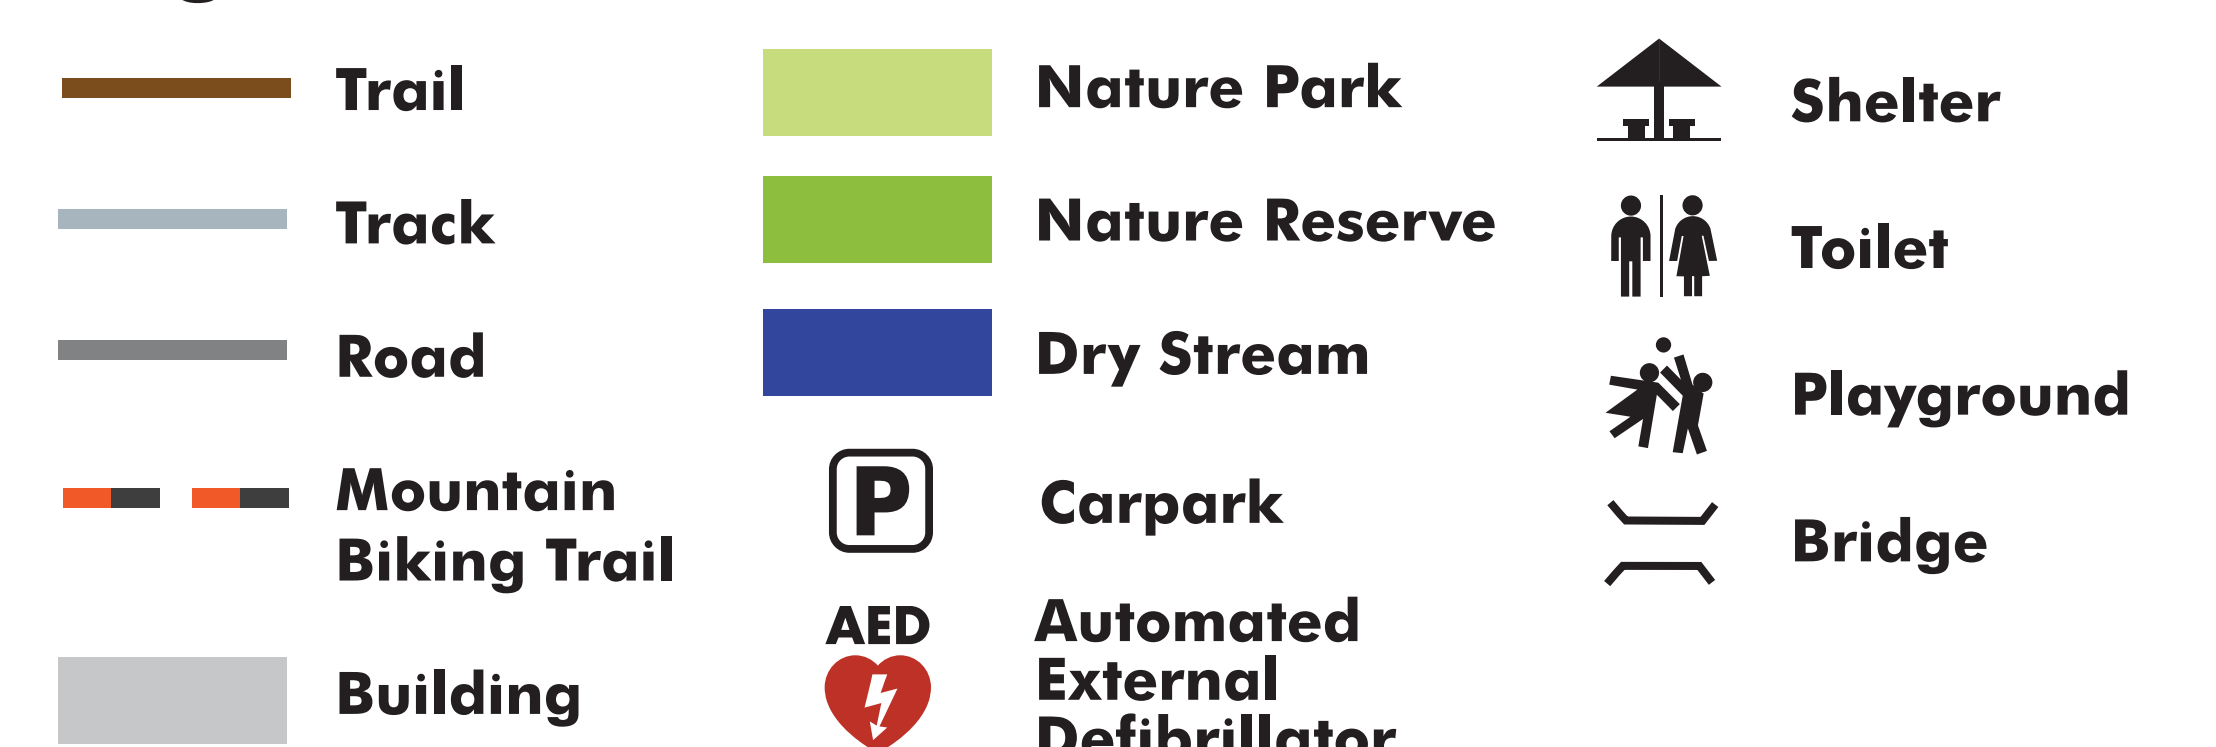 Trail
Track
Road
Mountain
Biking Trail
Building
Nature Park
Nature Reserve
Dry Stream
P
Carpark
AED
Automated
External
Defibrillator
Shelter
Toilet
Playground
Bridge